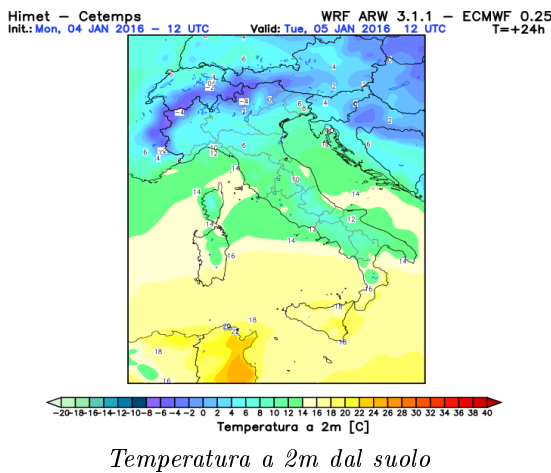 Himet – Cetemps WRF ARW 3.1.1 – ECMWF 0.25
Init.: Mon, 04 JAN 2016 – 12 UTC Valid: Tue, 05 JAN 2016 12 UTC T=+24h
-20 -18 -16 -14 -12 -10 -8 -6 -4 -2 0 2 4 6 8 10 12 14 16 18 20 22 24 26 28 30 32 34 36 38 40
Temperatura a 2m [C]
Temperatura a 2m dal suolo